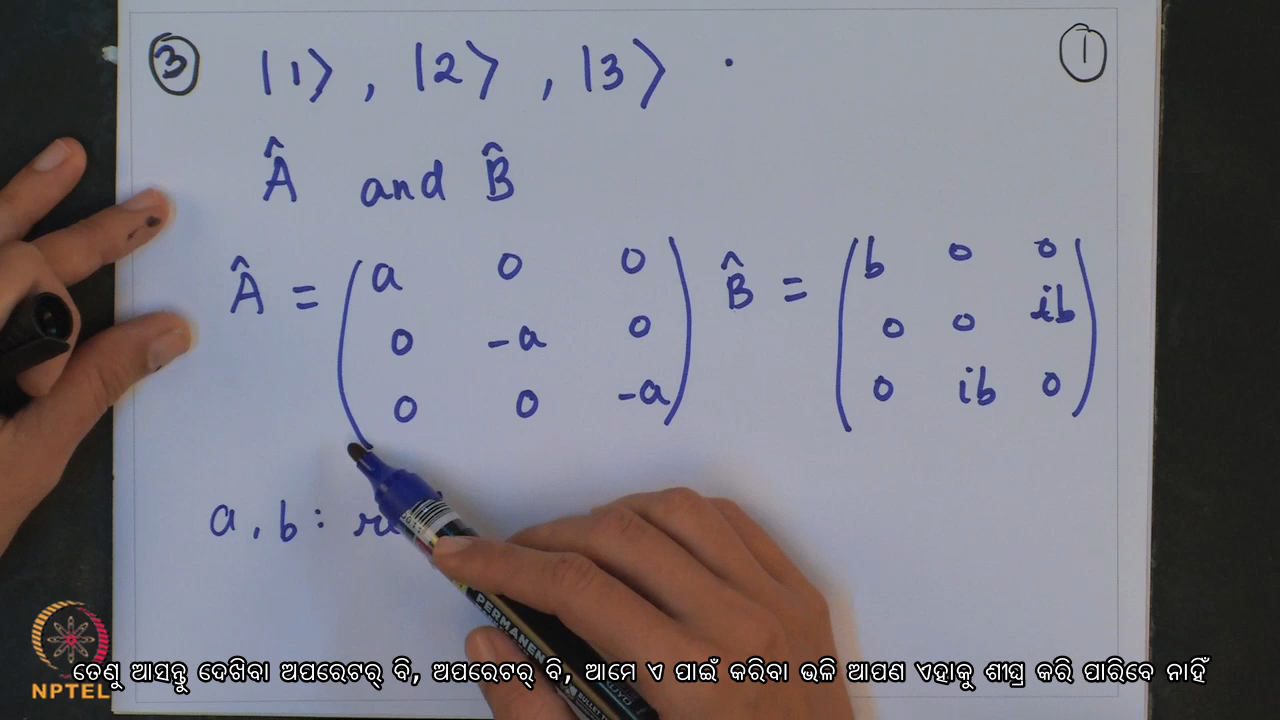 ③ |1⟩ , |2⟩ , |3⟩ . ①
Â and B̂
Â = ( a 0 0 B̂ = ( b 0 0
0 -a 0 0 0 ib
0 0 -a ) 0 ib 0 )
a , b :
PERMANENT
ତେଣୁ ଆସନ୍ତୁ ଦେଖିବା ଅପରେଟର୍ ବି, ଅପରେଟର୍ ବି, ଆମେ ଏ ପାଇଁ କରିବା ଭଳି ଆପଣ ଏହାକୁ ଶୀଘ୍ର କରି ପାରିବେ ନାହିଁ
NPTEL